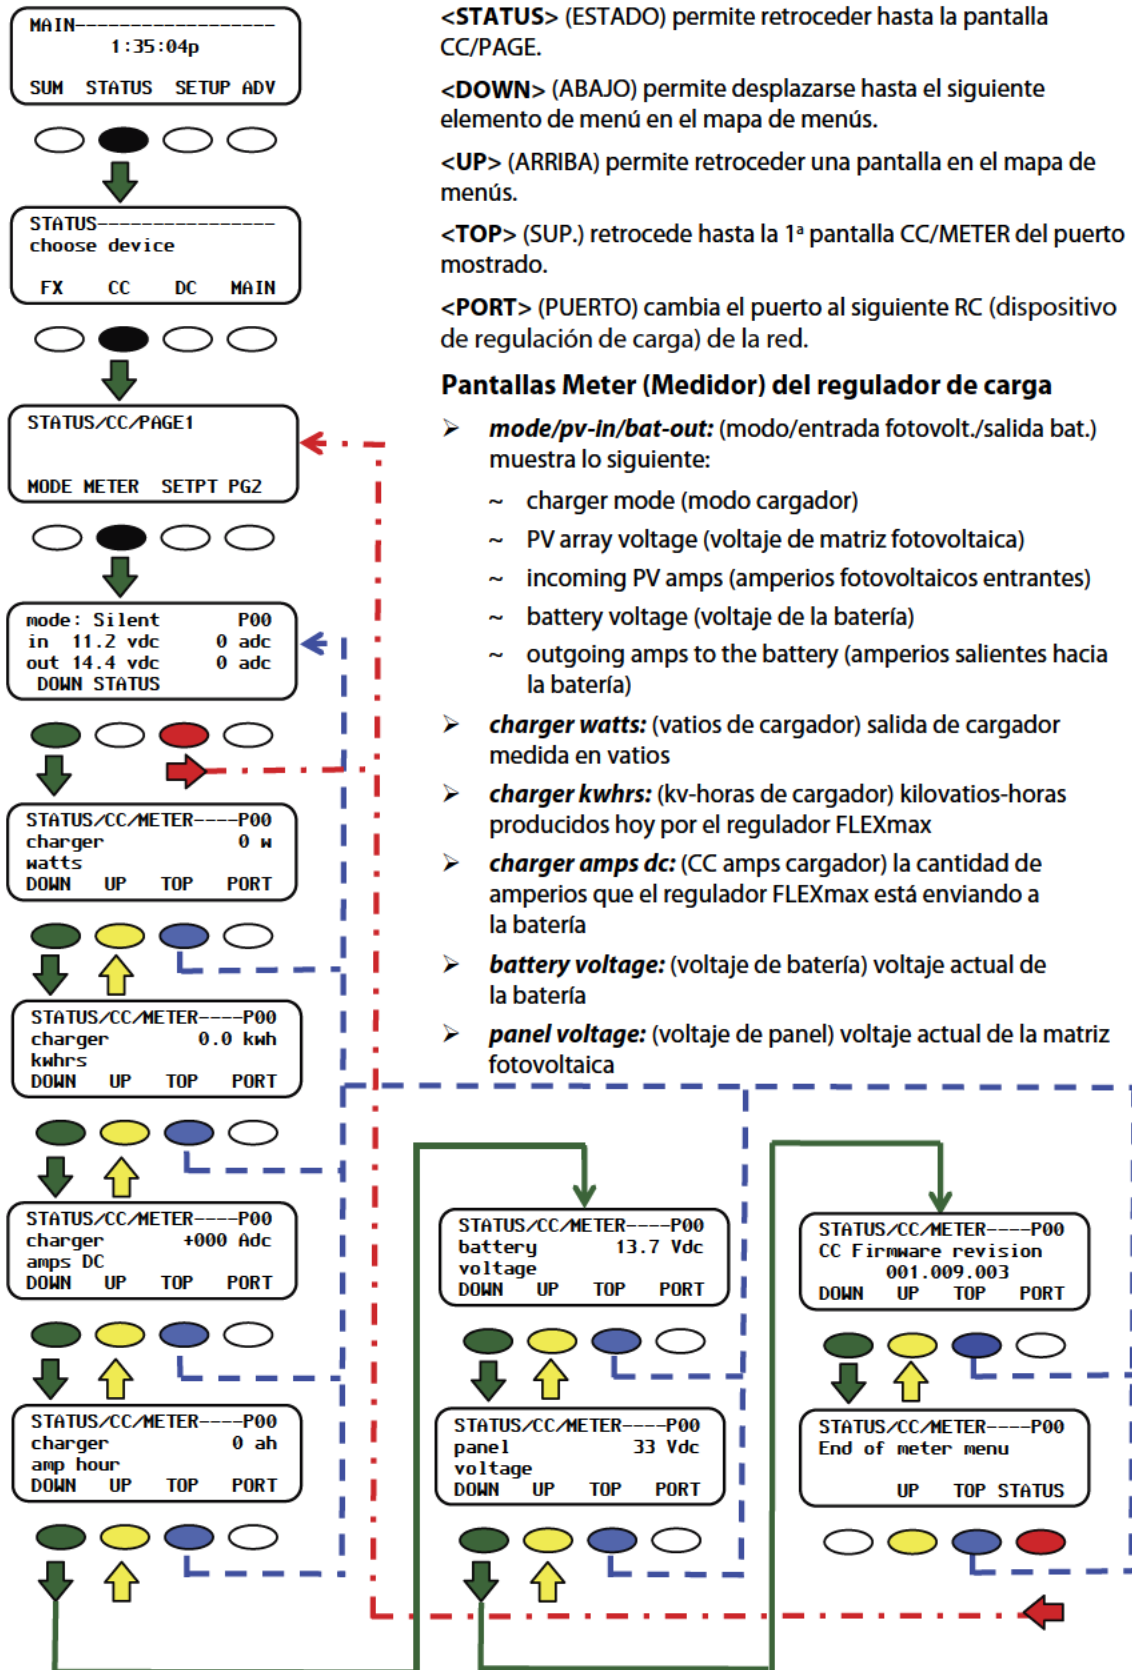 MAIN-----------------
1:35:04p
SUM STATUS SETUP ADV
STATUS---------------
choose device
FX CC DC MAIN
STATUS/CC/PAGE1
MODE METER SETPT PG2
mode: Silent P00
in 11.2 vdc 0 adc
out 14.4 vdc 0 adc
DOWN STATUS
STATUS/CC/METER----P00
charger 0 w
watts
DOWN UP TOP PORT
STATUS/CC/METER----P00
charger 0.0 kwh
kwhrs
DOWN UP TOP PORT
STATUS/CC/METER----P00
charger +000 Adc
amps DC
DOWN UP TOP PORT
STATUS/CC/METER----P00
charger 0 ah
amp hour
DOWN UP TOP PORT
<STATUS> (ESTADO) permite retroceder hasta la pantalla
CC/PAGE.
<DOWN> (ABAJO) permite desplazarse hasta el siguiente
elemento de menú en el mapa de menús.
<UP> (ARRIBA) permite retroceder una pantalla en el mapa de
menús.
<TOP> (SUP.) retrocede hasta la 1ª pantalla CC/METER del puerto
mostrado.
<PORT> (PUERTO) cambia el puerto al siguiente RC (dispositivo
de regulación de carga) de la red.
Pantallas Meter (Medidor) del regulador de carga
➢ mode/pv-in/bat-out: (modo/entrada fotovolt./salida bat.)
muestra lo siguiente:
~ charger mode (modo cargador)
~ PV array voltage (voltaje de matriz fotovoltaica)
~ incoming PV amps (amperios fotovoltaicos entrantes)
~ battery voltage (voltaje de la batería)
~ outgoing amps to the battery (amperios salientes hacia
la batería)
➢ charger watts: (vatios de cargador) salida de cargador
medida en vatios
➢ charger kwhrs: (kv-horas de cargador) kilovatios-horas
producidos hoy por el regulador FLEXmax
➢ charger amps dc: (CC amps cargador) la cantidad de
amperios que el regulador FLEXmax está enviando a
la batería
➢ battery voltage: (voltaje de batería) voltaje actual de
la batería
➢ panel voltage: (voltaje de panel) voltaje actual de la matriz
fotovoltaica
STATUS/CC/METER----P00
battery 13.7 Vdc
voltage
DOWN UP TOP PORT
STATUS/CC/METER----P00
panel 33 Vdc
voltage
DOWN UP TOP PORT
STATUS/CC/METER----P00
CC Firmware revision
001.009.003
DOWN UP TOP PORT
STATUS/CC/METER----P00
End of meter menu
UP TOP STATUS